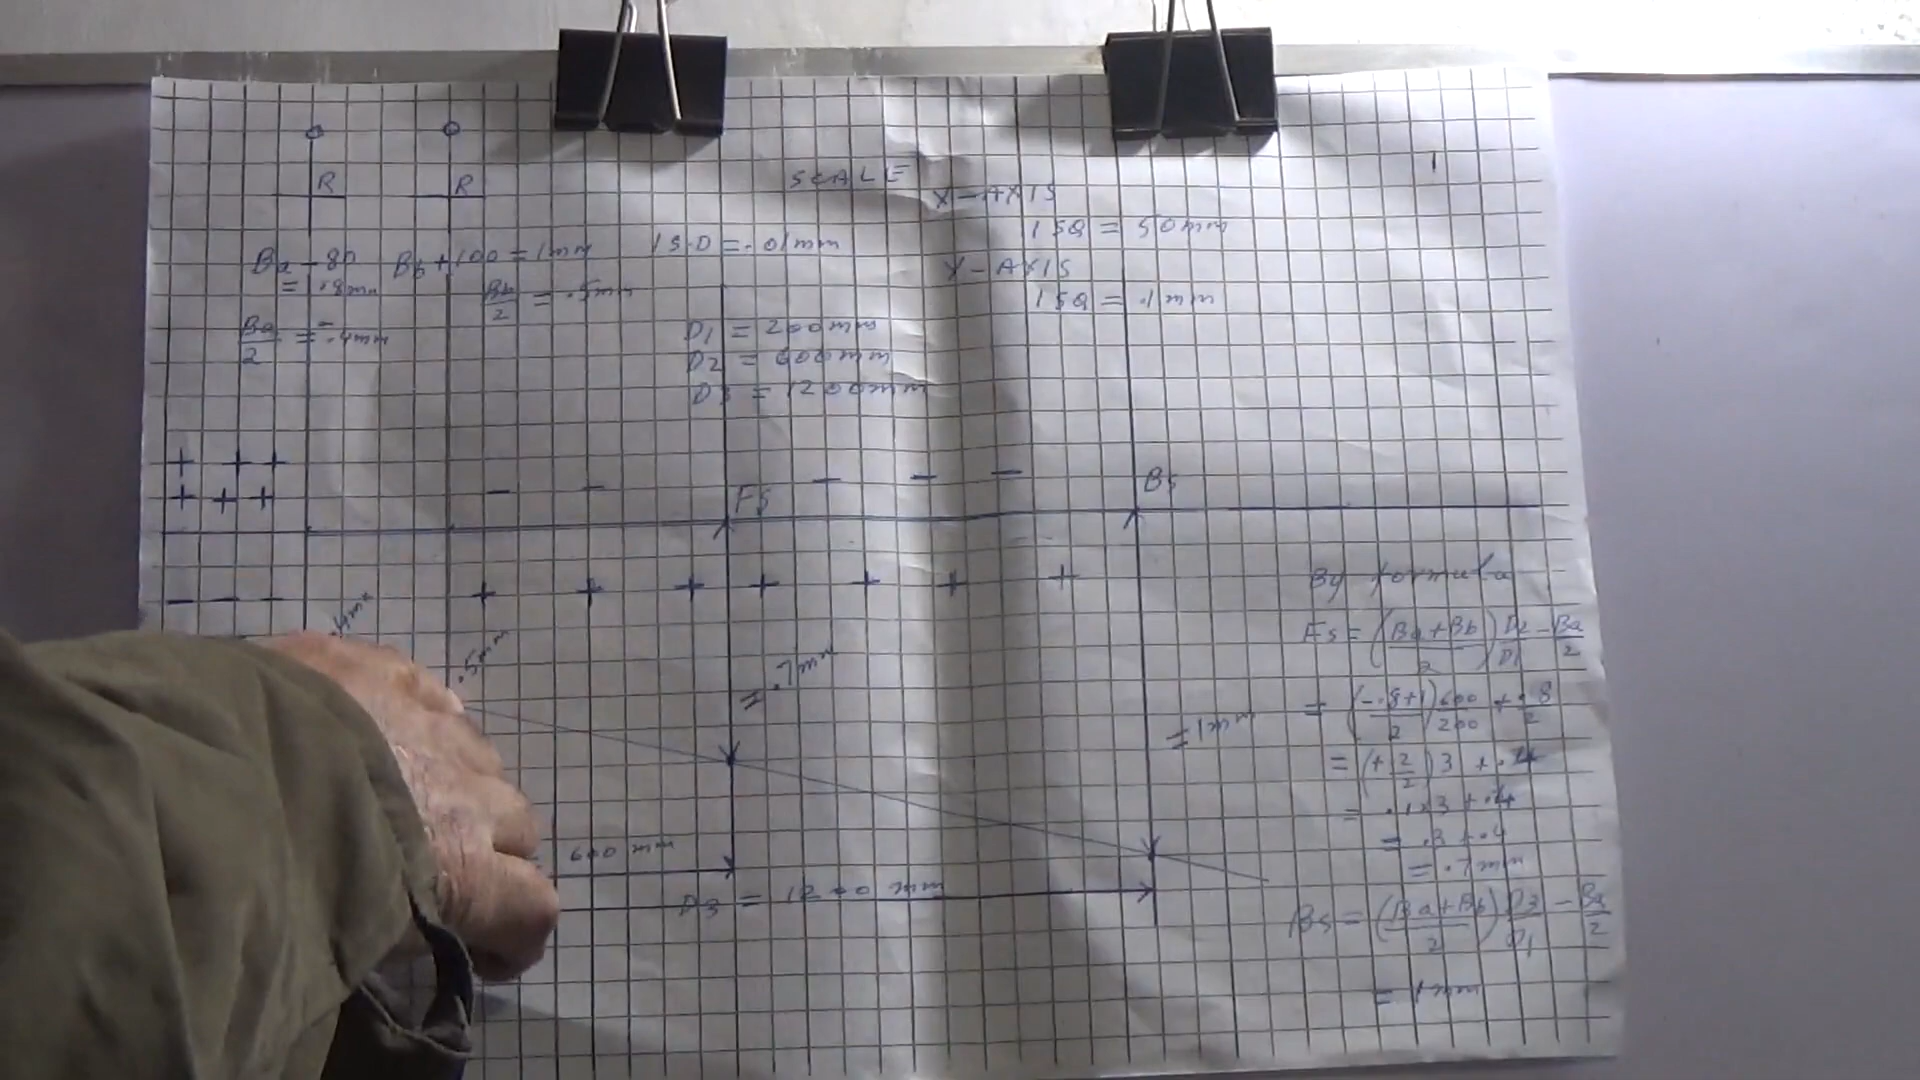 R
R
SCALE
X-AXIS
1 SQ = 50mm
Y-AXIS
1 SQ = .1mm
Ba - 80
= .8mm
Ba/2 = -.4mm
Bb + 100 = 1mm
Bb/2 = .5mm
1 S.D = .01mm
D1 = 200mm
D2 = 600mm
D3 = 1200mm
+ + +
+ + +
- -
Fs
- - -
Bs
- - -
+ + + + + + +
.4mm
.5mm
= .7mm
= 1mm
600 mm
D3 = 1200 mm
By formula
Fs = (Ba+Bb/2) D2/D1 - Ba/2
= (-.8+1/2) 600/200 + .8/2
= (+.2/2) 3 + .4
= .1x3 + .4
= .3 + .4
= .7mm
Bs = (Ba+Bb/2) D3/D1 - Ba/2
= 1mm